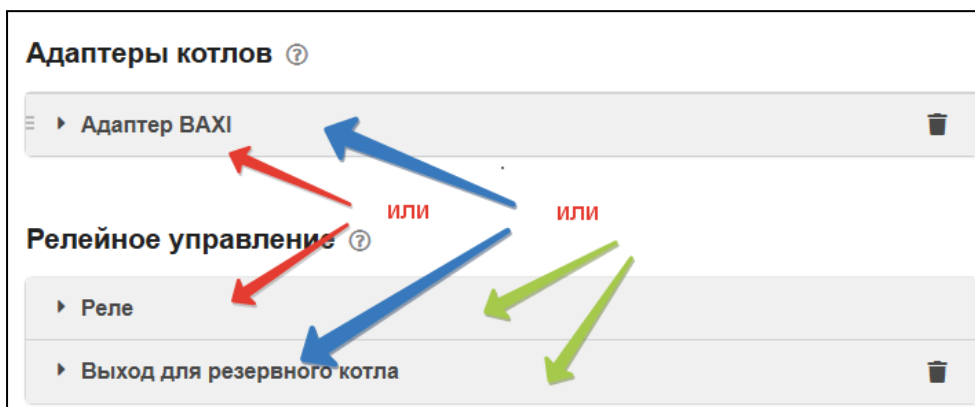 Адаптеры котлов ?
Адаптер BAXI
или или
Релейное управление ?
Реле
Выход для резервного котла